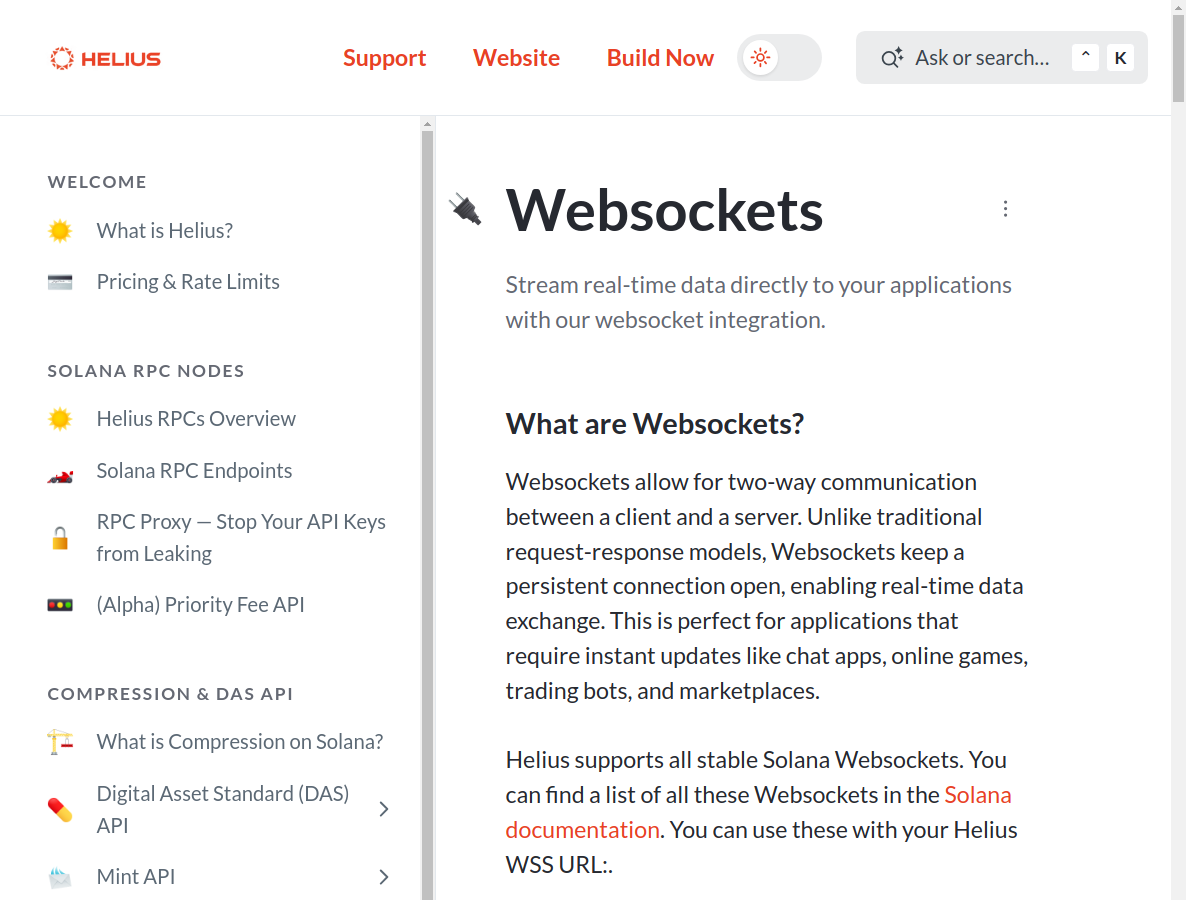 HELIUS
Support
Website
Build Now
Ask or search...
^
K
WELCOME
What is Helius?
Pricing & Rate Limits
SOLANA RPC NODES
Helius RPCs Overview
Solana RPC Endpoints
RPC Proxy — Stop Your API Keys
from Leaking
(Alpha) Priority Fee API
COMPRESSION & DAS API
What is Compression on Solana?
Digital Asset Standard (DAS)
API
Mint API
Websockets
Stream real-time data directly to your applications
with our websocket integration.
What are Websockets?
Websockets allow for two-way communication
between a client and a server. Unlike traditional
request-response models, Websockets keep a
persistent connection open, enabling real-time data
exchange. This is perfect for applications that
require instant updates like chat apps, online games,
trading bots, and marketplaces.
Helius supports all stable Solana Websockets. You
can find a list of all these Websockets in the Solana
documentation. You can use these with your Helius
WSS URL:.